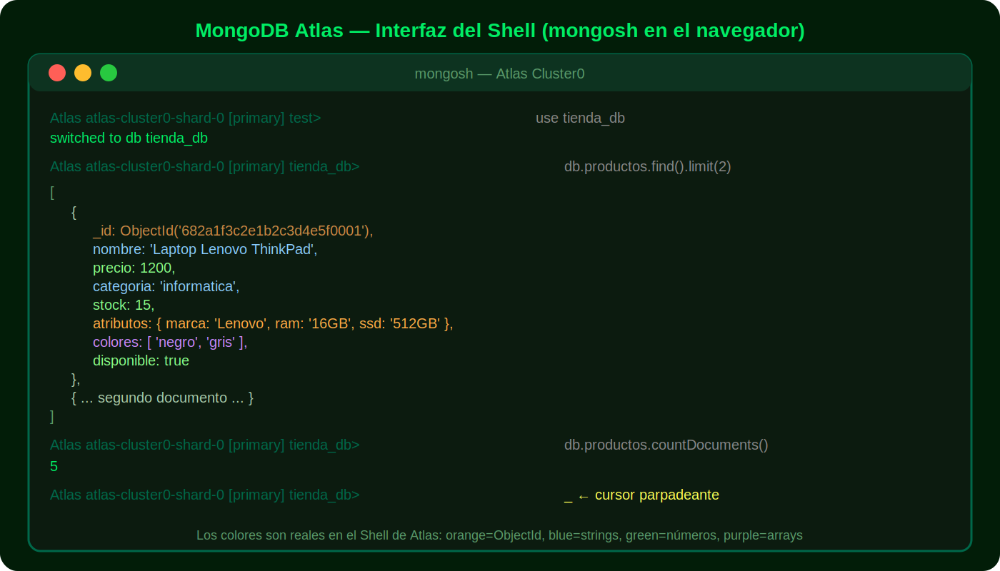 MongoDB Atlas — Interfaz del Shell (mongosh en el navegador)
mongosh — Atlas Cluster0
Atlas atlas-cluster0-shard-0 [primary] test> use tienda_db
switched to db tienda_db
Atlas atlas-cluster0-shard-0 [primary] tienda_db> db.productos.find().limit(2)
[
{
_id: ObjectId('682a1f3c2e1b2c3d4e5f0001'),
nombre: 'Laptop Lenovo ThinkPad',
precio: 1200,
categoria: 'informatica',
stock: 15,
atributos: { marca: 'Lenovo', ram: '16GB', ssd: '512GB' },
colores: [ 'negro', 'gris' ],
disponible: true
},
{ ... segundo documento ... }
]
Atlas atlas-cluster0-shard-0 [primary] tienda_db> db.productos.countDocuments()
5
Atlas atlas-cluster0-shard-0 [primary] tienda_db> _ ← cursor parpadeante
Los colores son reales en el Shell de Atlas: orange=ObjectId, blue=strings, green=números, purple=arrays